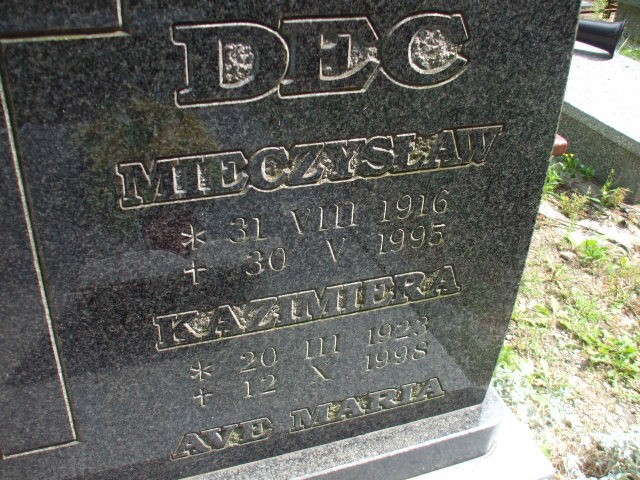 DEC
MIECZYSŁAW
* 31 VIII 1916
+ 30 V 1995
KAZIMIERA
* 20 III 1923
+ 12 X 1998
AVE MARIA